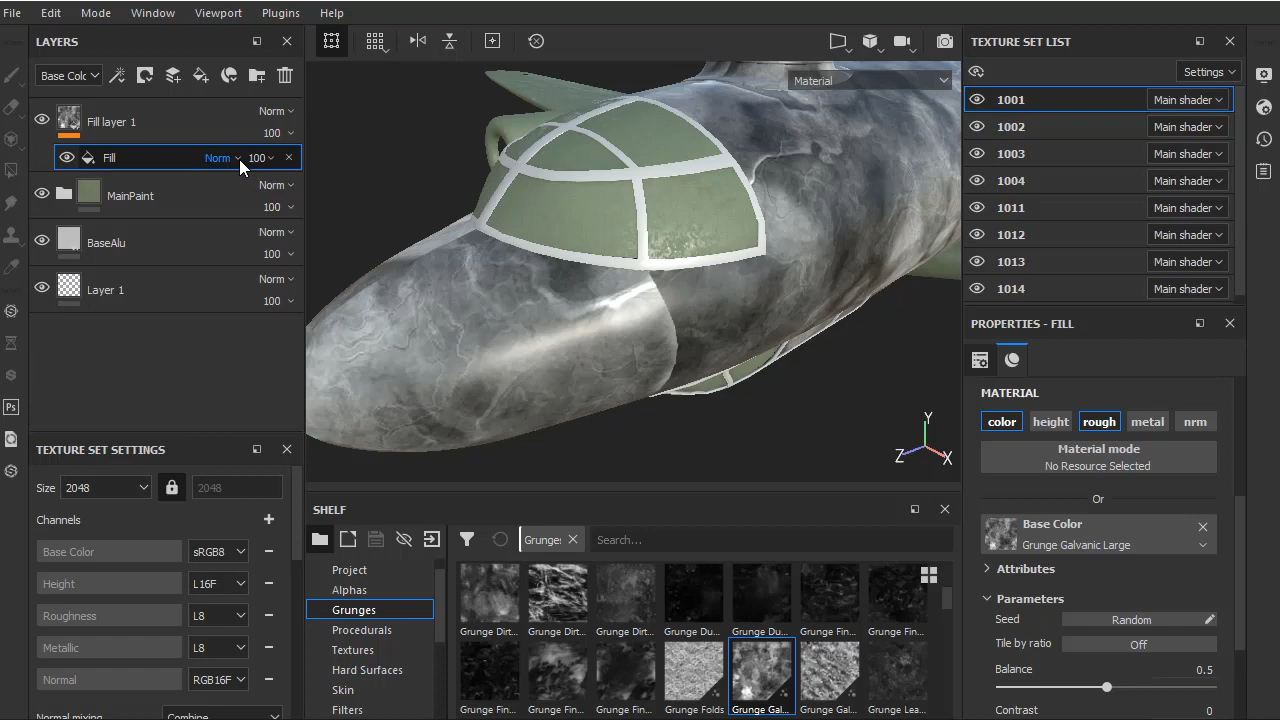 File Edit Mode Window Viewport Plugins Help
LAYERS
Base Colc
Fill layer 1
Norm
100
Fill
Norm
100
MainPaint
Norm
100
BaseAlu
Norm
100
Layer 1
Norm
100
TEXTURE SET SETTINGS
Size
2048
2048
Channels
Base Color
sRGB8
Height
L16F
Roughness
L8
Metallic
L8
Normal
RGB16F
Normal mixing
Combine
Material
Y
Z
X
SHELF
Grunges
Search...
Project
Alphas
Grunges
Procedurals
Textures
Hard Surfaces
Skin
Filters
Grunge Dirt...
Grunge Dirt...
Grunge Dirt...
Grunge Du...
Grunge Du...
Grunge Fin...
Grunge Fin...
Grunge Fin...
Grunge Fin...
Grunge Fin...
Grunge Folds
Grunge Gal...
Grunge Gal...
Grunge Lea...
TEXTURE SET LIST
Settings
1001
Main shader
1002
Main shader
1003
Main shader
1004
Main shader
1011
Main shader
1012
Main shader
1013
Main shader
1014
Main shader
PROPERTIES - FILL
MATERIAL
color
height
rough
metal
nrm
Material mode
No Resource Selected
Or
Base Color
Grunge Galvanic Large
Attributes
Parameters
Seed
Random
Tile by ratio
Off
Balance
0.5
Contrast
0
Ps